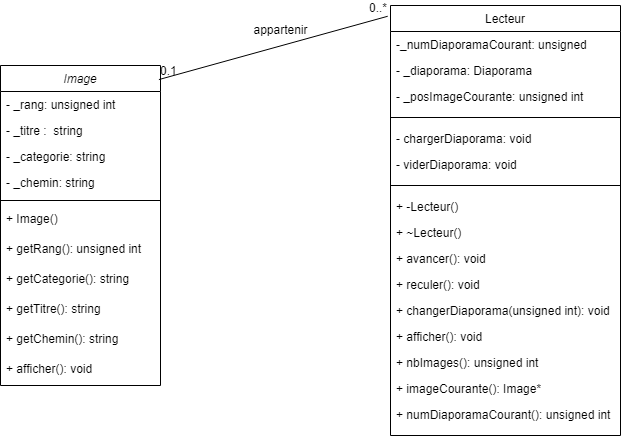 0..*
appartenir
0.1
Image
- _rang: unsigned int
- _titre :  string
- _categorie: string
- _chemin: string
+ Image()
+ getRang(): unsigned int
+ getCategorie(): string
+ getTitre(): string
+ getChemin(): string
+ afficher(): void
Lecteur
-_numDiaporamaCourant: unsigned
- _diaporama: Diaporama
- _posImageCourante: unsigned int
- chargerDiaporama: void
- viderDiaporama: void
+ -Lecteur()
+ ~Lecteur()
+ avancer(): void
+ reculer(): void
+ changerDiaporama(unsigned int): void
+ afficher(): void
+ nbImages(): unsigned int
+ imageCourante(): Image*
+ numDiaporamaCourant(): unsigned int